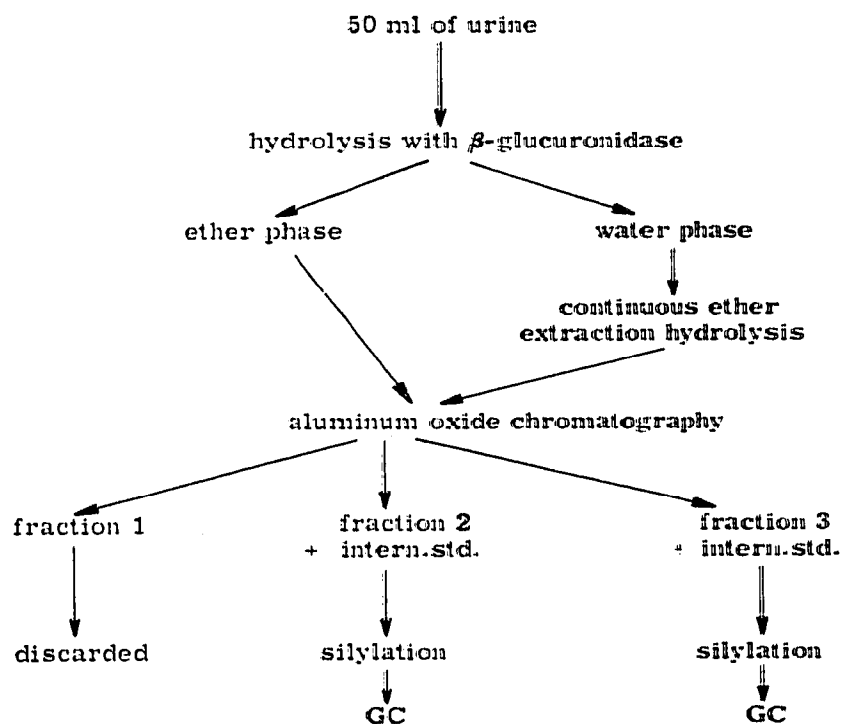 50 ml of urine
hydrolysis with β-glucuronidase
ether phase
water phase
continuous ether
extraction hydrolysis
aluminum oxide chromatography
fraction 1
fraction 2
+ intern.std.
fraction 3
+ intern.std.
discarded
silylation
silylation
GC
GC